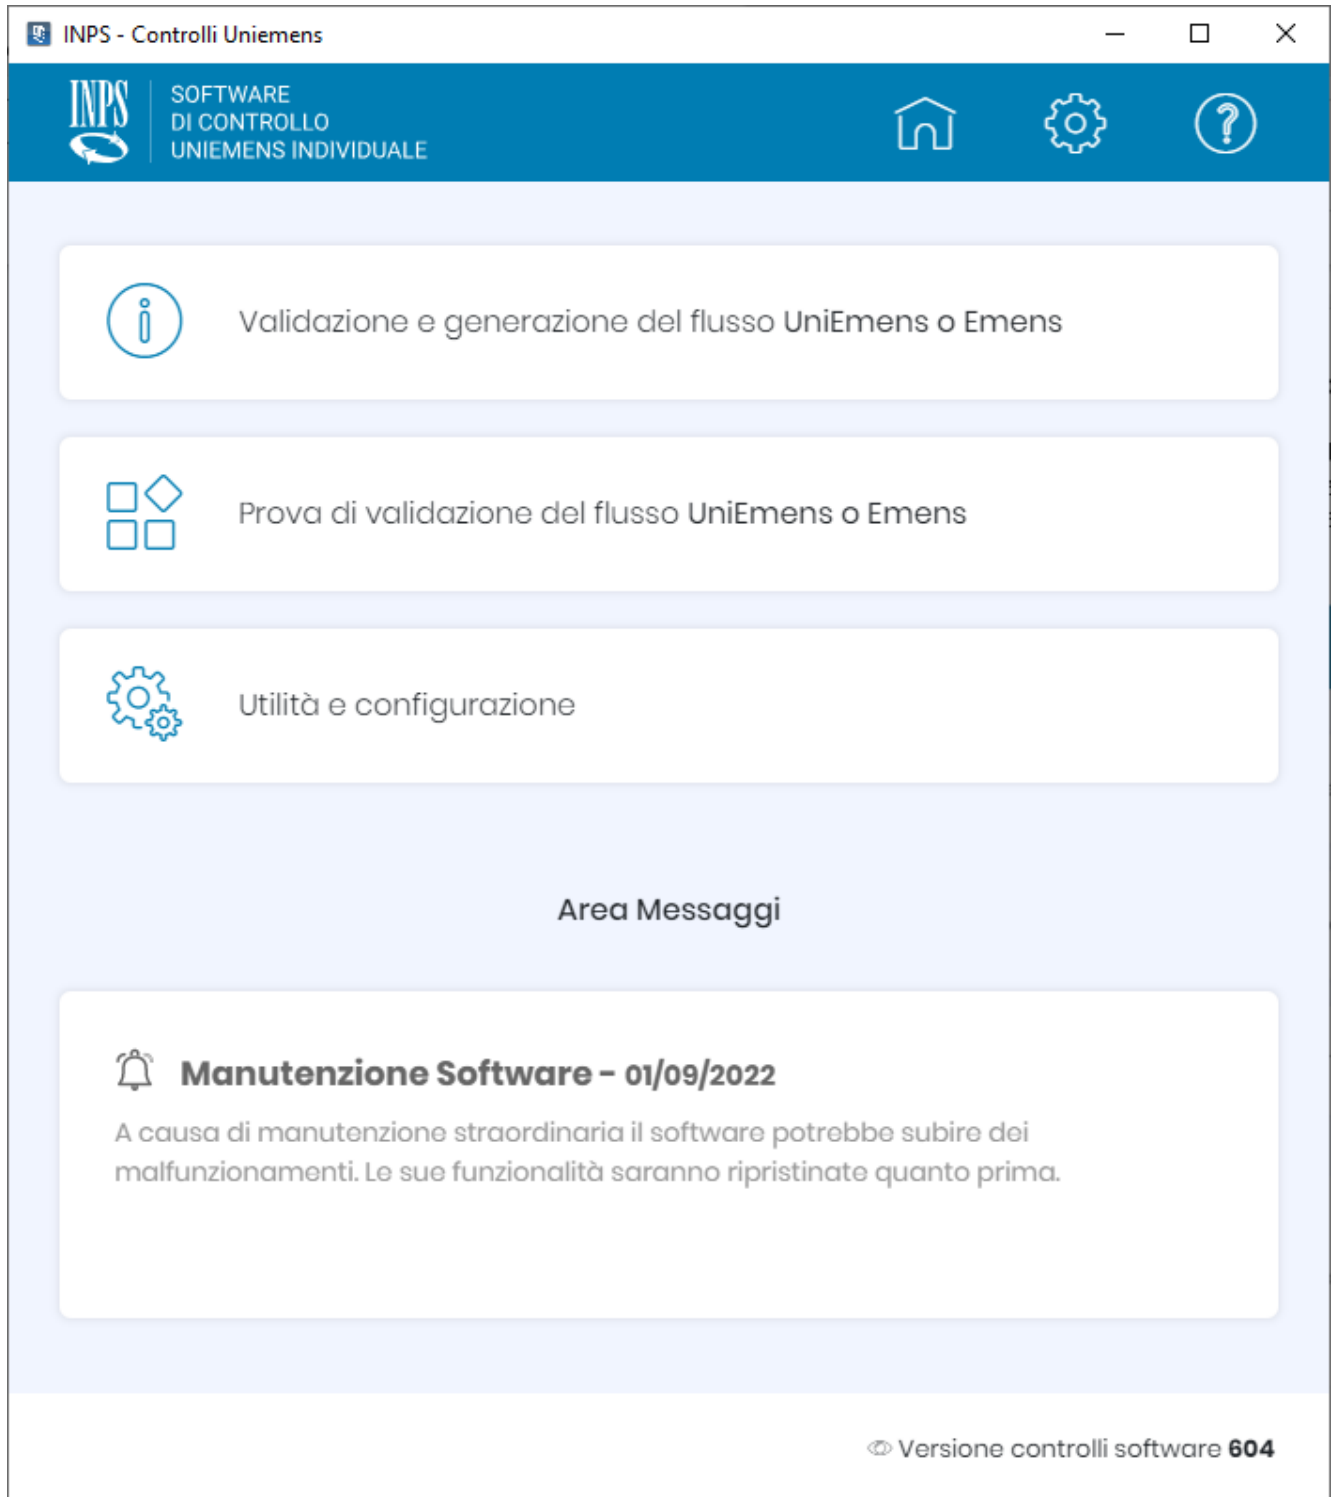 INPS - Controlli Uniemens
INPS
SOFTWARE
DI CONTROLLO
UNIEMENS INDIVIDUALE
Validazione e generazione del flusso UniEmens o Emens
Prova di validazione del flusso UniEmens o Emens
Utilità e configurazione
Area Messaggi
Manutenzione Software - 01/09/2022
A causa di manutenzione straordinaria il software potrebbe subire dei
malfunzionamenti. Le sue funzionalità saranno ripristinate quanto prima.
Versione controlli software 604